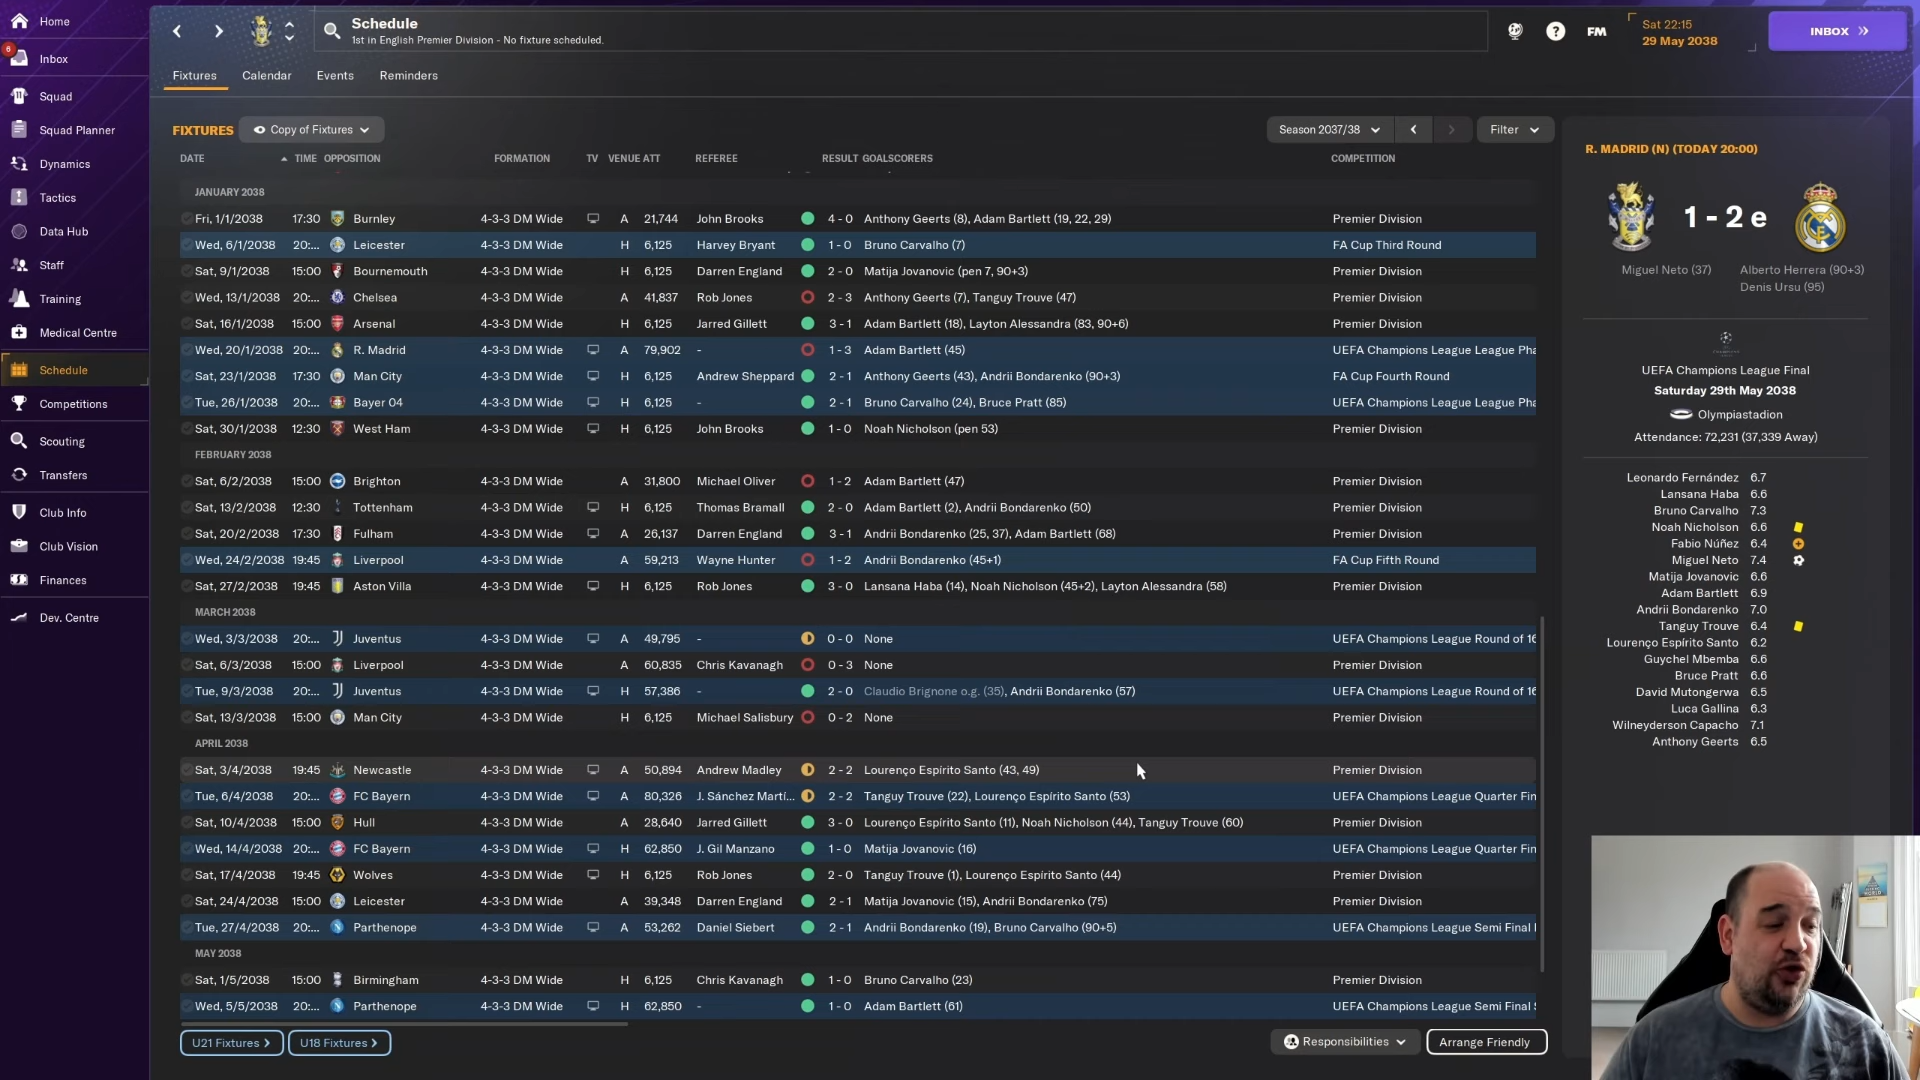 Home
6
Inbox
Squad
Squad Planner
Dynamics
Tactics
Data Hub
Staff
Training
Medical Centre
Schedule
Competitions
Scouting
Transfers
Club Info
Club Vision
Finances
Dev. Centre
Schedule
1st in English Premier Division - No fixture scheduled.
FM
Sat 22:15
29 May 2038
INBOX
Fixtures Calendar Events Reminders
FIXTURES Copy of Fixtures Season 2037/38 Filter
DATE TIME OPPOSITION FORMATION TV VENUE ATT REFEREE RESULT GOALSCORERS COMPETITION
JANUARY 2038
Fri, 1/1/2038 17:30 Burnley 4-3-3 DM Wide A 21,744 John Brooks 4 - 0 Anthony Geerts (8), Adam Bartlett (19, 22, 29) Premier Division
Wed, 6/1/2038 20:... Leicester 4-3-3 DM Wide H 6,125 Harvey Bryant 1 - 0 Bruno Carvalho (7) FA Cup Third Round
Sat, 9/1/2038 15:00 Bournemouth 4-3-3 DM Wide H 6,125 Darren England 2 - 0 Matija Jovanovic (pen 7, 90+3) Premier Division
Wed, 13/1/2038 20:... Chelsea 4-3-3 DM Wide A 41,837 Rob Jones 2 - 3 Anthony Geerts (7), Tanguy Trouve (47) Premier Division
Sat, 16/1/2038 15:00 Arsenal 4-3-3 DM Wide H 6,125 Jarred Gillett 3 - 1 Adam Bartlett (18), Layton Alessandra (83, 90+6) Premier Division
Wed, 20/1/2038 20:... R. Madrid 4-3-3 DM Wide A 79,902 - 1 - 3 Adam Bartlett (45) UEFA Champions League League Pha
Sat, 23/1/2038 17:30 Man City 4-3-3 DM Wide H 6,125 Andrew Sheppard 2 - 1 Anthony Geerts (43), Andrii Bondarenko (90+3) FA Cup Fourth Round
Tue, 26/1/2038 20:... Bayer 04 4-3-3 DM Wide H 6,125 - 2 - 1 Bruno Carvalho (24), Bruce Pratt (85) UEFA Champions League League Pha
Sat, 30/1/2038 12:30 West Ham 4-3-3 DM Wide H 6,125 John Brooks 1 - 0 Noah Nicholson (pen 53) Premier Division
FEBRUARY 2038
Sat, 6/2/2038 15:00 Brighton 4-3-3 DM Wide A 31,800 Michael Oliver 1 - 2 Adam Bartlett (47) Premier Division
Sat, 13/2/2038 12:30 Tottenham 4-3-3 DM Wide H 6,125 Thomas Bramall 2 - 0 Adam Bartlett (2), Andrii Bondarenko (50) Premier Division
Sat, 20/2/2038 17:30 Fulham 4-3-3 DM Wide A 26,137 Darren England 3 - 1 Andrii Bondarenko (25, 37), Adam Bartlett (68) Premier Division
Wed, 24/2/2038 19:45 Liverpool 4-3-3 DM Wide A 59,213 Wayne Hunter 1 - 2 Andrii Bondarenko (45+1) FA Cup Fifth Round
Sat, 27/2/2038 19:45 Aston Villa 4-3-3 DM Wide H 6,125 Rob Jones 3 - 0 Lansana Haba (14), Noah Nicholson (45+2), Layton Alessandra (58) Premier Division
MARCH 2038
Wed, 3/3/2038 20:... Juventus 4-3-3 DM Wide A 49,795 - 0 - 0 None UEFA Champions League Round of 16
Sat, 6/3/2038 15:00 Liverpool 4-3-3 DM Wide A 60,835 Chris Kavanagh 0 - 3 None Premier Division
Tue, 9/3/2038 20:... Juventus 4-3-3 DM Wide H 57,386 - 2 - 0 Claudio Brignone o.g. (35), Andrii Bondarenko (57) UEFA Champions League Round of 16
Sat, 13/3/2038 15:00 Man City 4-3-3 DM Wide H 6,125 Michael Salisbury 0 - 2 None Premier Division
APRIL 2038
Sat, 3/4/2038 19:45 Newcastle 4-3-3 DM Wide A 50,894 Andrew Madley 2 - 2 Lourenço Espírito Santo (43, 49) Premier Division
Tue, 6/4/2038 20:... FC Bayern 4-3-3 DM Wide A 80,326 J. Sánchez Martí... 2 - 2 Tanguy Trouve (22), Lourenço Espírito Santo (53) UEFA Champions League Quarter Fin
Sat, 10/4/2038 15:00 Hull 4-3-3 DM Wide A 28,640 Jarred Gillett 3 - 0 Lourenço Espírito Santo (11), Noah Nicholson (44), Tanguy Trouve (60) Premier Division
Wed, 14/4/2038 20:... FC Bayern 4-3-3 DM Wide H 62,850 J. Gil Manzano 1 - 0 Matija Jovanovic (16) UEFA Champions League Quarter Fin
Sat, 17/4/2038 19:45 Wolves 4-3-3 DM Wide H 6,125 Rob Jones 2 - 0 Tanguy Trouve (1), Lourenço Espírito Santo (44) Premier Division
Sat, 24/4/2038 15:00 Leicester 4-3-3 DM Wide A 39,348 Darren England 2 - 1 Matija Jovanovic (15), Andrii Bondarenko (75) Premier Division
Tue, 27/4/2038 20:... Parthenope 4-3-3 DM Wide A 53,262 Daniel Siebert 2 - 1 Andrii Bondarenko (19), Bruno Carvalho (90+5) UEFA Champions League Semi Final
MAY 2038
Sat, 1/5/2038 15:00 Birmingham 4-3-3 DM Wide H 6,125 Chris Kavanagh 1 - 0 Bruno Carvalho (23) Premier Division
Wed, 5/5/2038 20:... Parthenope 4-3-3 DM Wide H 62,850 - 1 - 0 Adam Bartlett (61) UEFA Champions League Semi Final
U21 Fixtures U18 Fixtures Responsibilities Arrange Friendly
R. MADRID (N) (TODAY 20:00)
1 - 2 e
Miguel Neto (37) Alberto Herrera (90+3)
Denis Ursu (95)
UEFA Champions League Final
Saturday 29th May 2038
Olympiastadion
Attendance: 72,231 (37,339 Away)
Leonardo Fernández 6.7
Lansana Haba 6.6
Bruno Carvalho 7.3
Noah Nicholson 6.6
Fabio Núñez 6.4
Miguel Neto 7.4
Matija Jovanovic 6.6
Adam Bartlett 6.9
Andrii Bondarenko 7.0
Tanguy Trouve 6.4
Lourenço Espírito Santo 6.2
Guychel Mbemba 6.6
Bruce Pratt 6.6
David Mutongerwa 6.5
Luca Gallina 6.3
Wilneyderson Capacho 7.1
Anthony Geerts 6.5